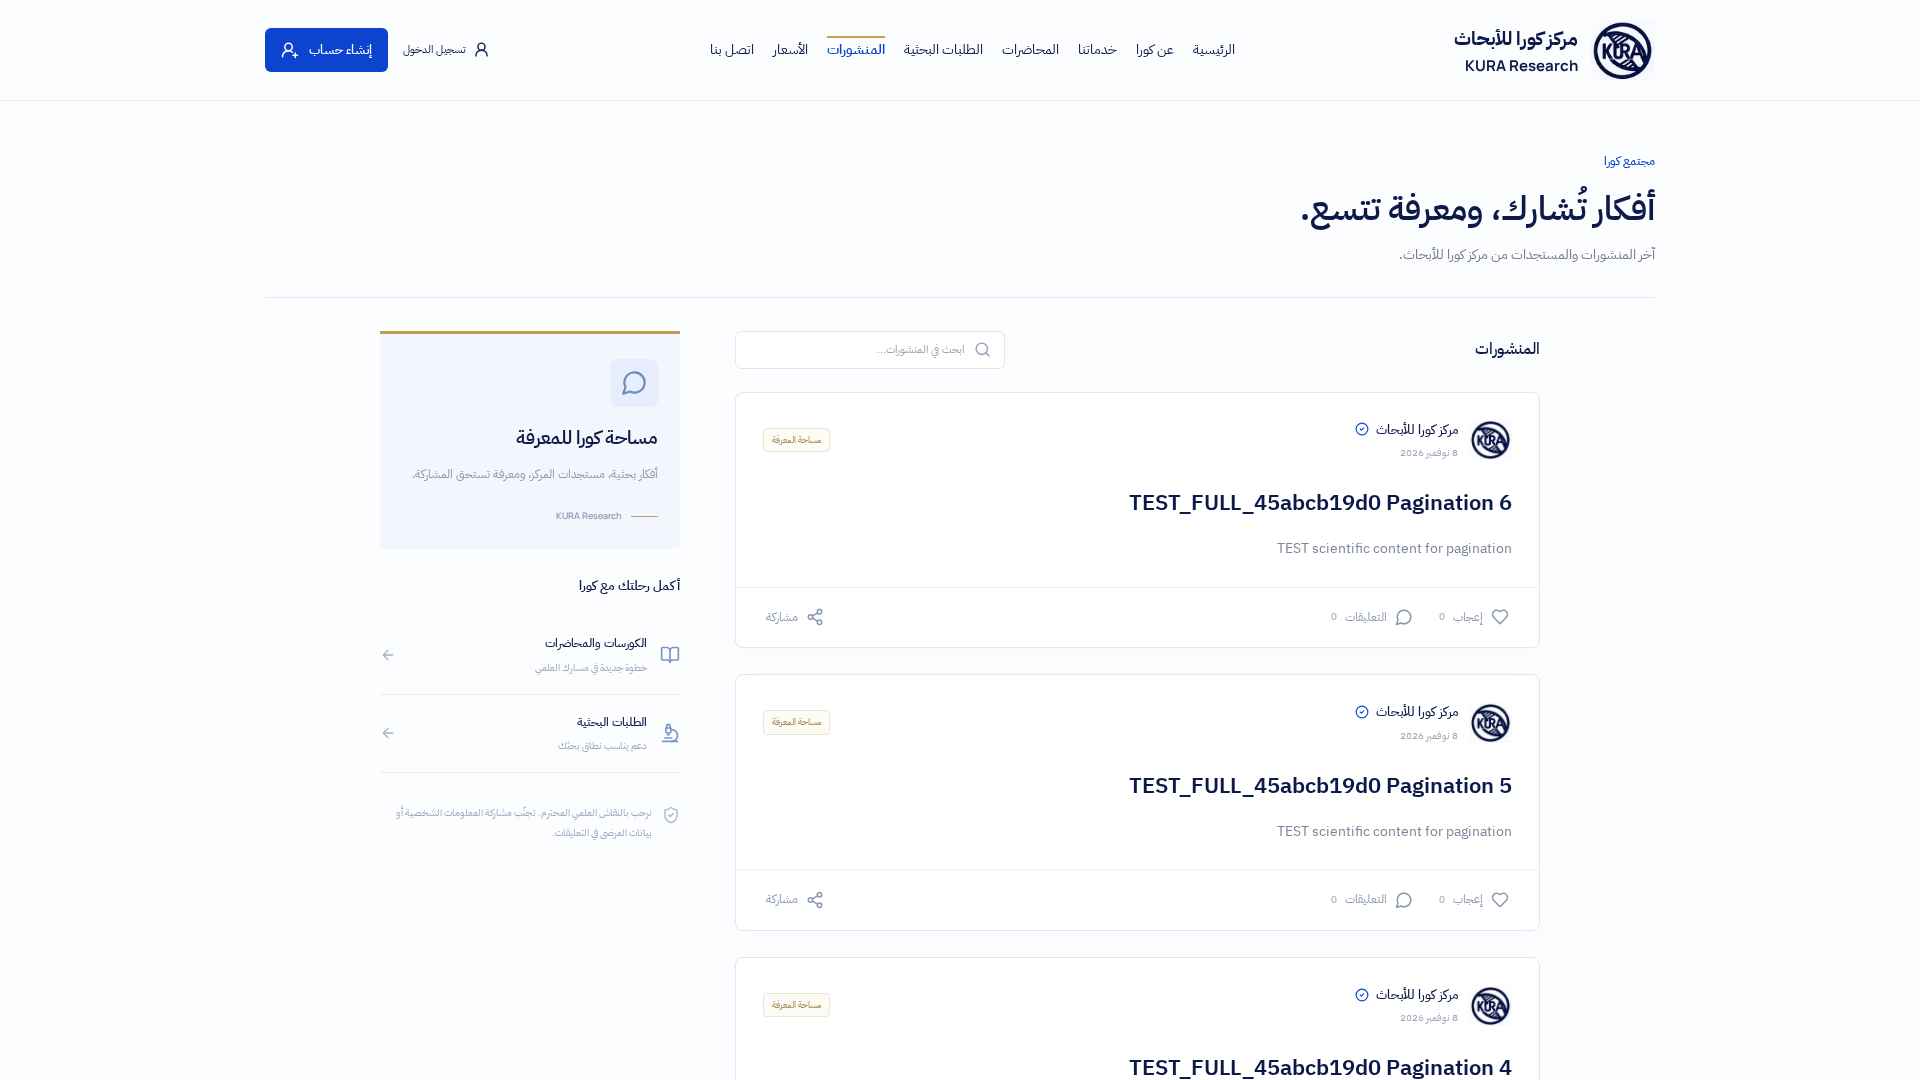 مركز كورا للأبحاث
KURA Research
KURA
الرئيسية
عن كورا
خدماتنا
المحاضرات
الطلبات البحثية
المنشورات
الأسعار
اتصل بنا
تسجيل الدخول
إنشاء حساب
مجتمع كورا
أفكار تُشارك، ومعرفة تتسع.
آخر المنشورات والمستجدات من مركز كورا للأبحاث.
المنشورات
ابحث في المنشورات...
KURA
مركز كورا للأبحاث
8 نوفمبر 2026
مساحة المعرفة
TEST_FULL_45abcb19d0 Pagination 6
TEST scientific content for pagination
إعجاب 0
التعليقات 0
مشاركة
KURA
مركز كورا للأبحاث
8 نوفمبر 2026
مساحة المعرفة
TEST_FULL_45abcb19d0 Pagination 5
TEST scientific content for pagination
إعجاب 0
التعليقات 0
مشاركة
KURA
مركز كورا للأبحاث
8 نوفمبر 2026
مساحة المعرفة
TEST_FULL_45abcb19d0 Pagination 4
مساحة كورا للمعرفة
أفكار بحثية، مستجدات المركز، ومعرفة تستحق المشاركة.
KURA Research
أكمل رحلتك مع كورا
الكورسات والمحاضرات
خطوة جديدة في مسارك العلمي
الطلبات البحثية
دعم يناسب نطاق بحثك
نرحب بالنقاش العلمي المحترم. تجنّب مشاركة المعلومات الشخصية أو
بيانات المرضى في التعليقات.